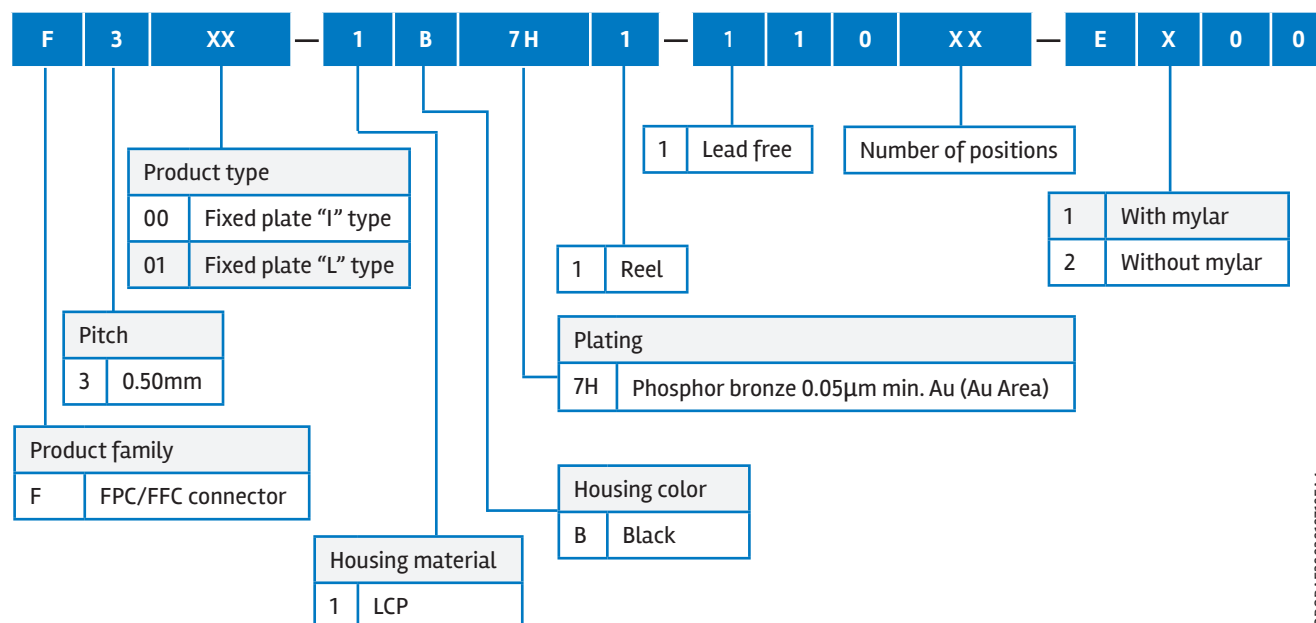 F 3 XX — 1 B 7H 1 — 1 1 0 XX — E X 0 0
1 Lead free
Number of positions
Product type
00 Fixed plate “I” type
01 Fixed plate “L” type
1 With mylar
2 Without mylar
1 Reel
Pitch
3 0.50mm
Plating
7H Phosphor bronze 0.05μm min. Au (Au Area)
Product family
F FPC/FFC connector
Housing color
B Black
Housing material
1 LCP